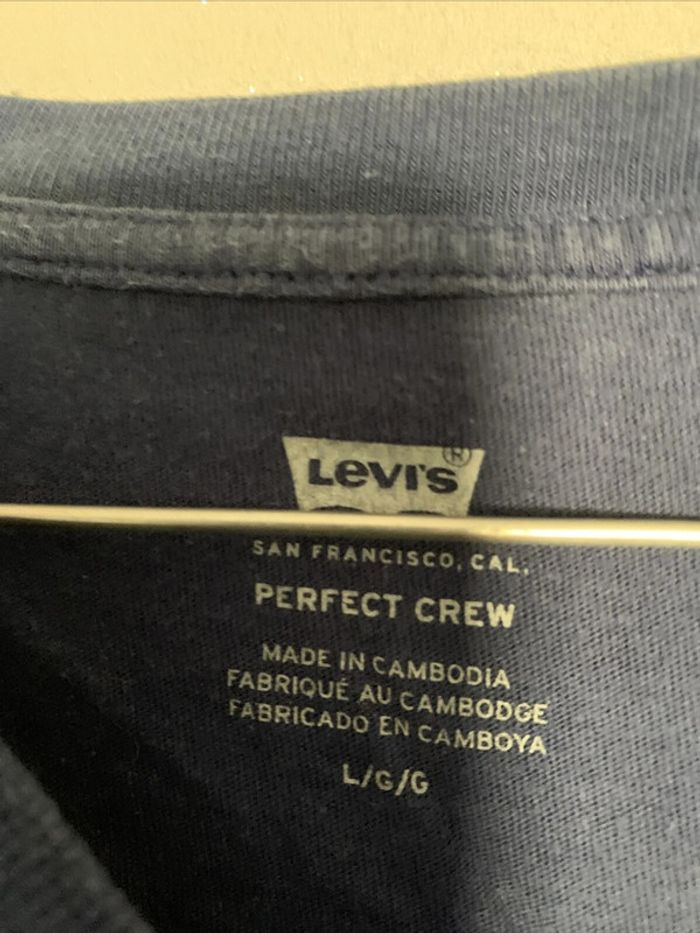 Levi's®
SAN FRANCISCO, CAL.
PERFECT CREW
MADE IN CAMBODIA
FABRIQUÉ AU CAMBODGE
FABRICADO EN CAMBOYA
L/G/G